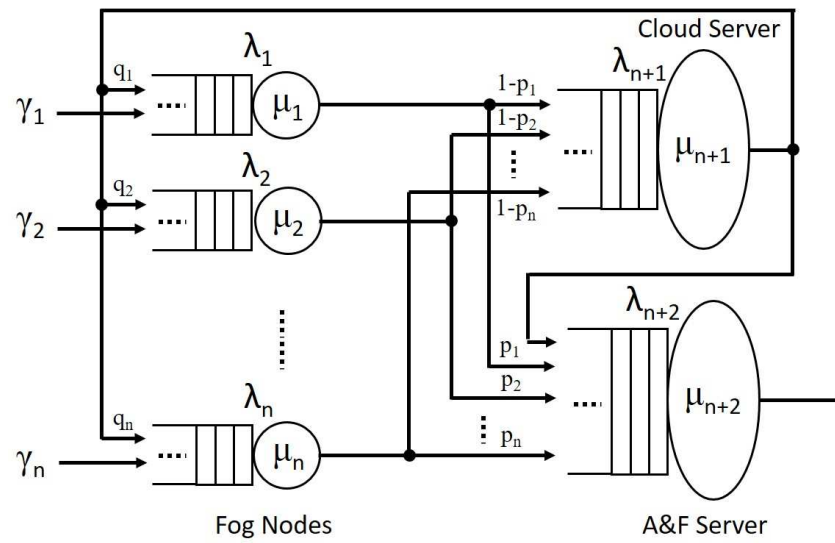 Cloud Server
λ1
λn+1
q1
1-p1
γ1
μ1
1-p2
μn+1
λ2
q2
1-pn
γ2
μ2
λn+2
p1
p2
λn
μn+2
qn
pn
γn
μn
Fog Nodes
A&F Server